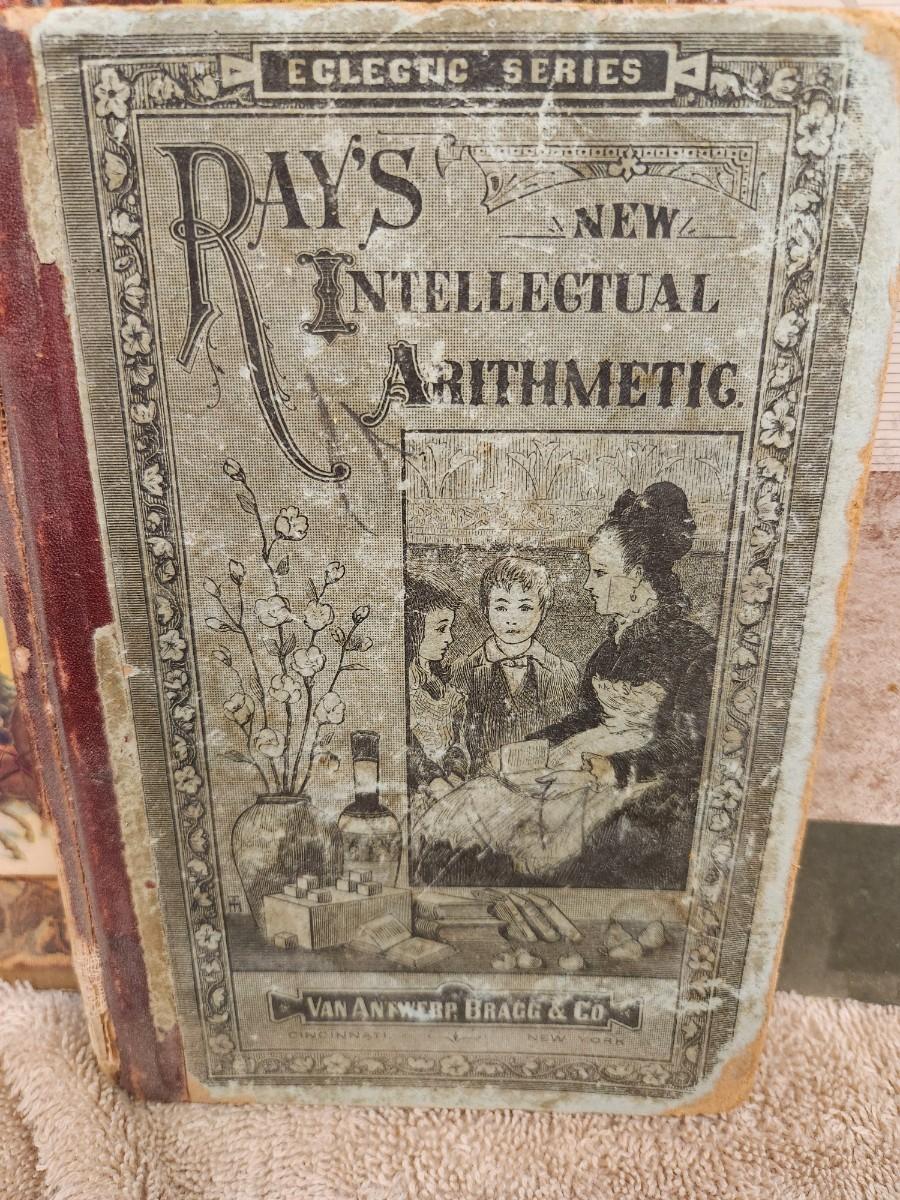 ECLECTIC SERIES
RAY'S
NEW
INTELLECTUAL
ARITHMETIC.
VAN ANTWERP, BRAGG & CO
CINCINNATI NEW YORK